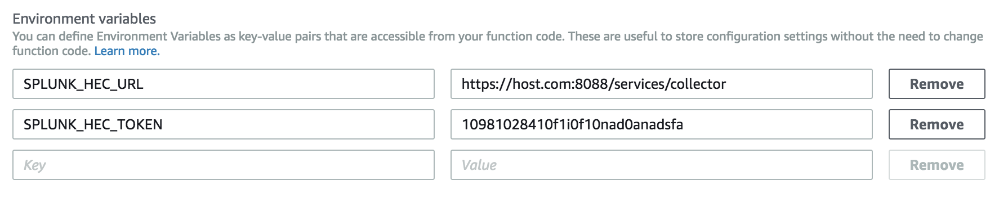 Environment variables
You can define Environment Variables as key-value pairs that are accessible from your function code. These are useful to store configuration settings without the need to change
function code. Learn more.
SPLUNK_HEC_URL https://host.com:8088/services/collector Remove
SPLUNK_HEC_TOKEN 10981028410f1i0f10nad0anadsfa Remove
Key Value Remove